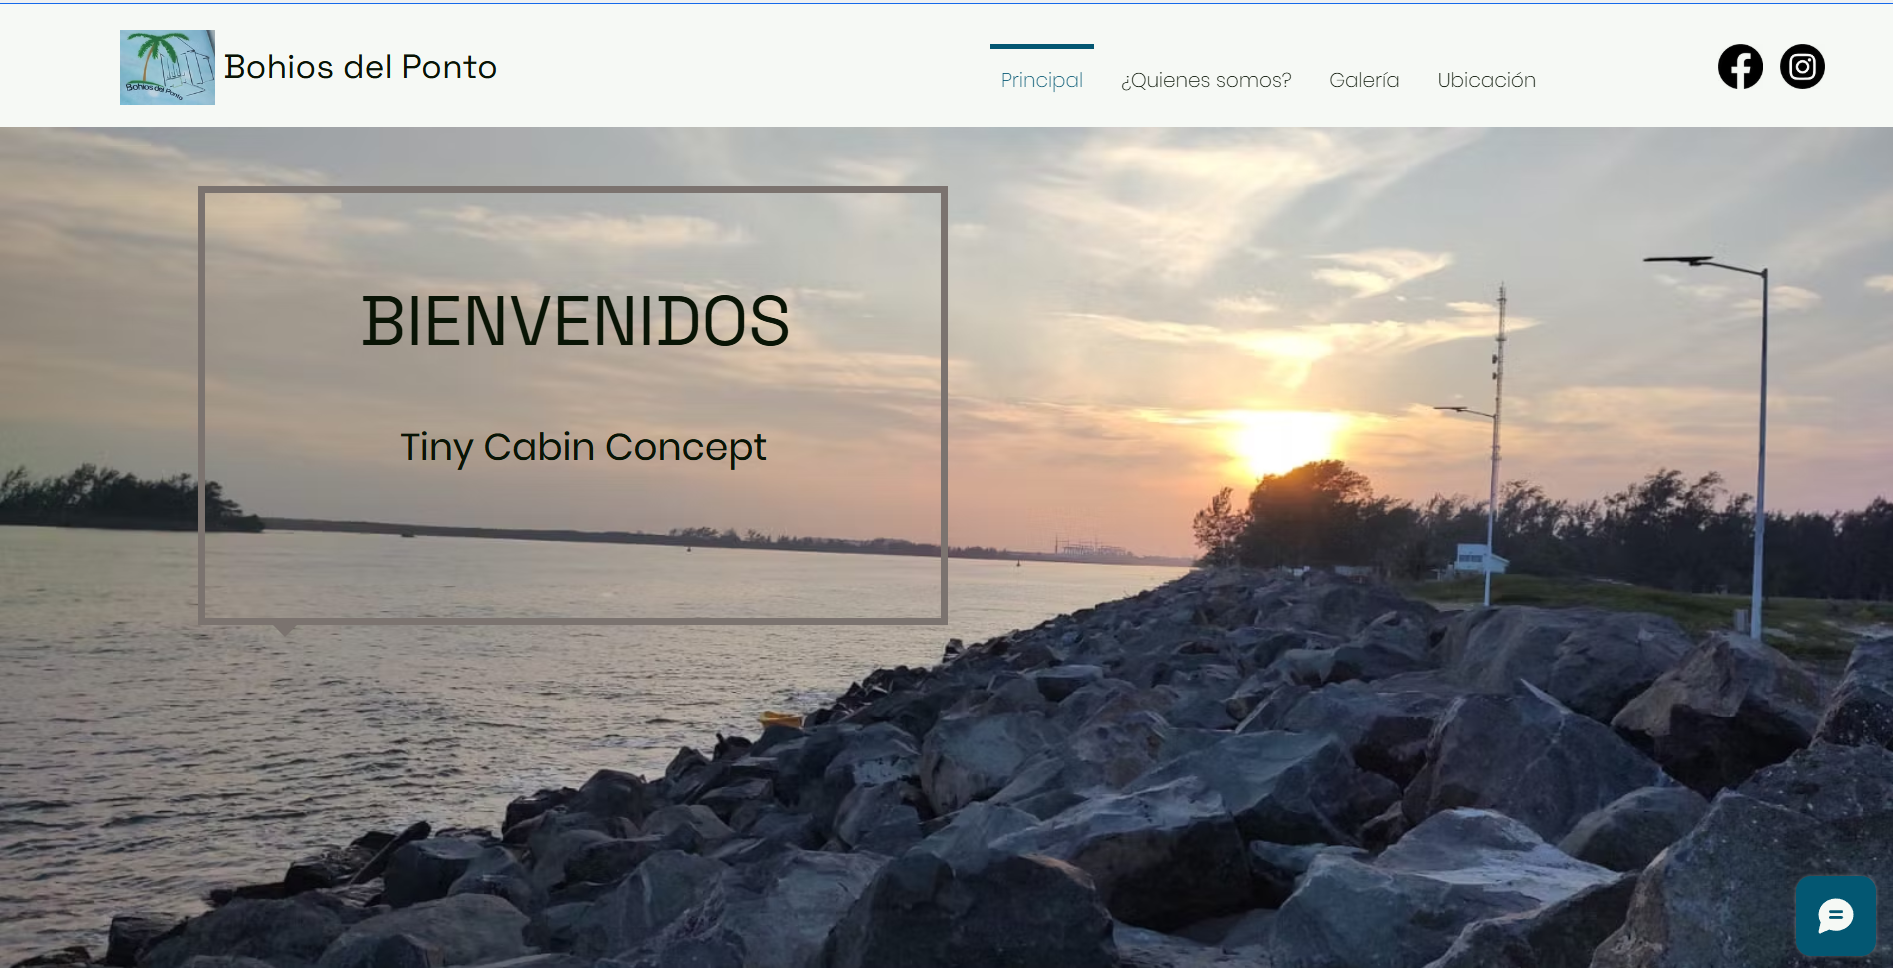 Bohios del Ponto
Bohios del Ponto
Principal
¿Quienes somos?
Galería
Ubicación
BIENVENIDOS
Tiny Cabin Concept